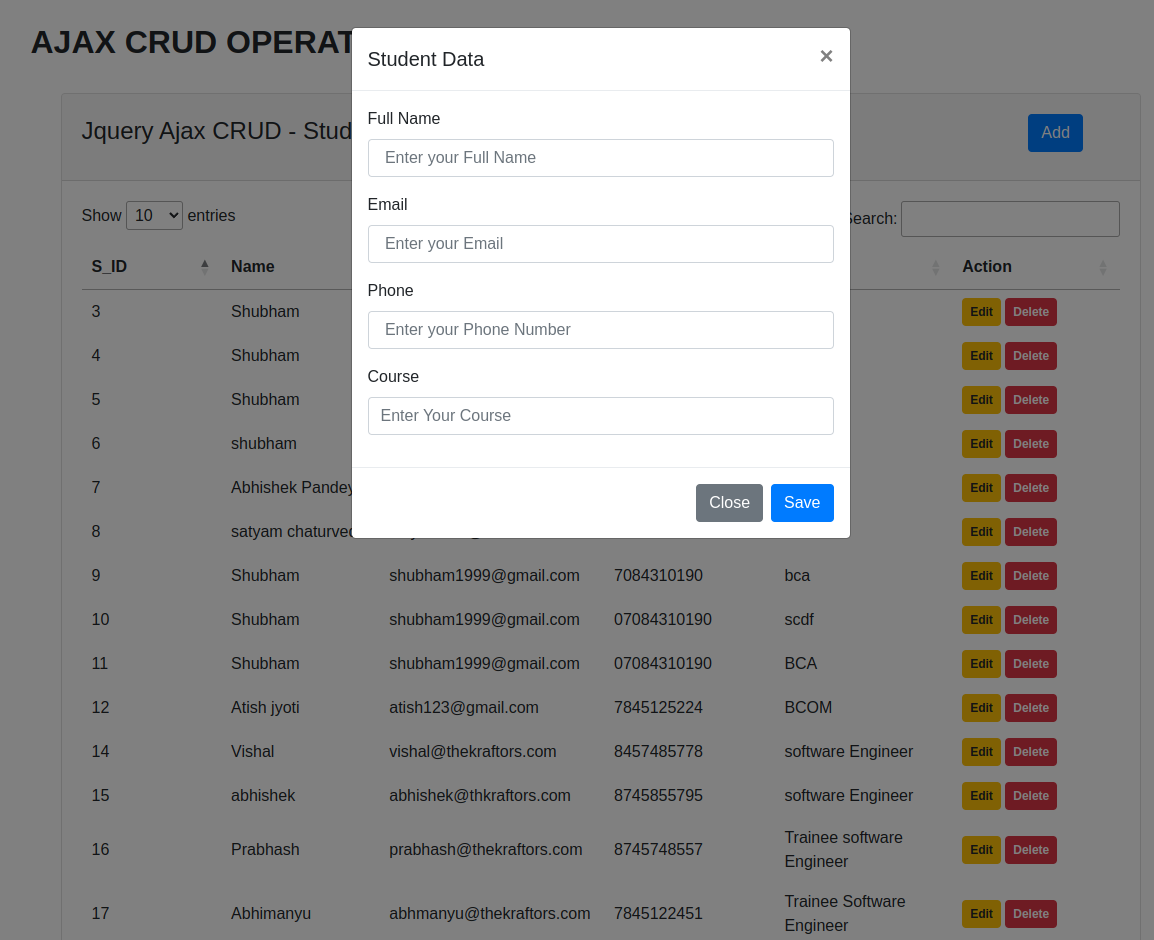 AJAX CRUD OPERAT
Student Data ×
Jquery Ajax CRUD - Stud
Add
Full Name
Enter your Full Name
Email
Enter your Email
Phone
Enter your Phone Number
Course
Enter Your Course
Close Save
Show 10 entries
Search:
S_ID Name Action
3 Shubham Edit Delete
4 Shubham Edit Delete
5 Shubham Edit Delete
6 shubham Edit Delete
7 Abhishek Pandey Edit Delete
8 satyam chaturved Edit Delete
9 Shubham shubham1999@gmail.com 7084310190 bca Edit Delete
10 Shubham shubham1999@gmail.com 07084310190 scdf Edit Delete
11 Shubham shubham1999@gmail.com 07084310190 BCA Edit Delete
12 Atish jyoti atish123@gmail.com 7845125224 BCOM Edit Delete
14 Vishal vishal@thekraftors.com 8457485778 software Engineer Edit Delete
15 abhishek abhishek@thkraftors.com 8745855795 software Engineer Edit Delete
16 Prabhash prabhash@thekraftors.com 8745748557 Trainee software Edit Delete
Engineer
17 Abhimanyu abhmanyu@thekraftors.com 7845122451 Trainee Software Edit Delete
Engineer